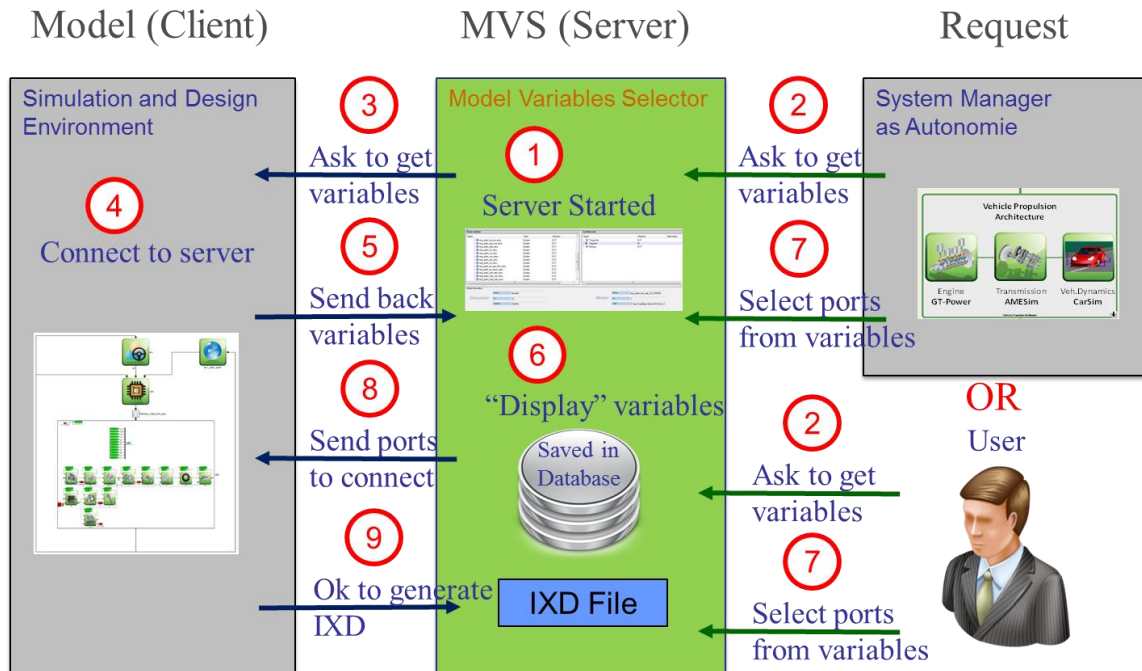 Model (Client)
MVS (Server)
Request
Simulation and Design
Environment
3
Ask to get
variables
4
Connect to server
5
Send back
variables
8
Send ports
to connect
9
Ok to generate
IXD
Model Variables Selector
1
Server Started
6
“Display” variables
Saved in
Database
IXD File
2
Ask to get
variables
7
Select ports
from variables
System Manager
as Autonomie
Vehicle Propulsion
Architecture
Engine
GT-Power
Transmission
AMESim
Veh.Dynamics
CarSim
OR
User
2
Ask to get
variables
7
Select ports
from variables